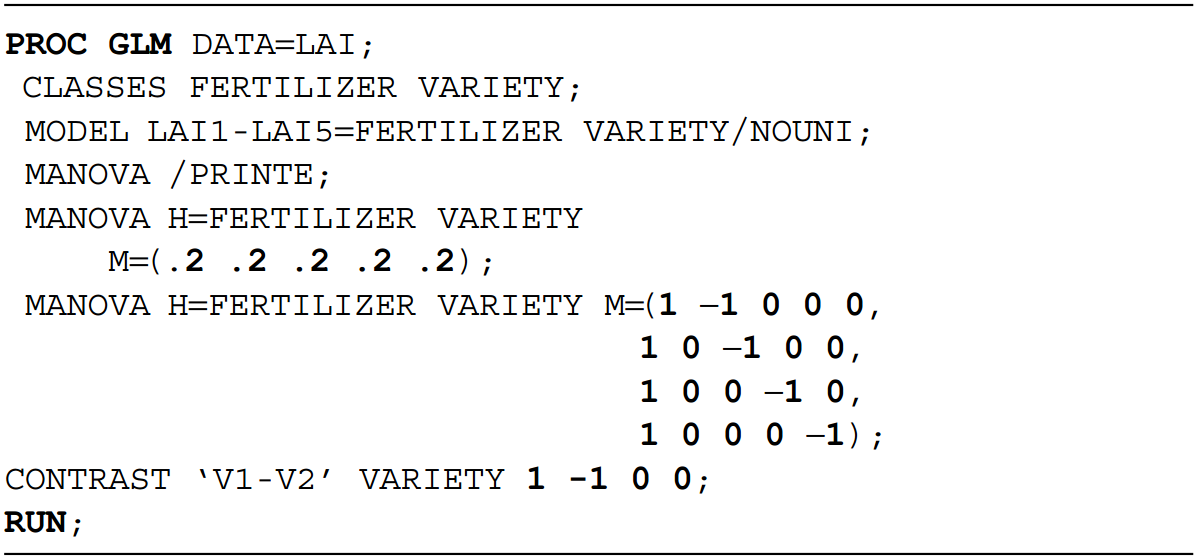 PROC GLM DATA=LAI;
CLASSES FERTILIZER VARIETY;
MODEL LAI1-LAI5=FERTILIZER VARIETY/NOUNI;
MANOVA /PRINTE;
MANOVA H=FERTILIZER VARIETY
M=(.2 .2 .2 .2 .2);
MANOVA H=FERTILIZER VARIETY M=(1 –1 0 0 0,
1 0 –1 0 0,
1 0 0 –1 0,
1 0 0 0 –1);
CONTRAST ‘V1-V2’ VARIETY 1 -1 0 0;
RUN;